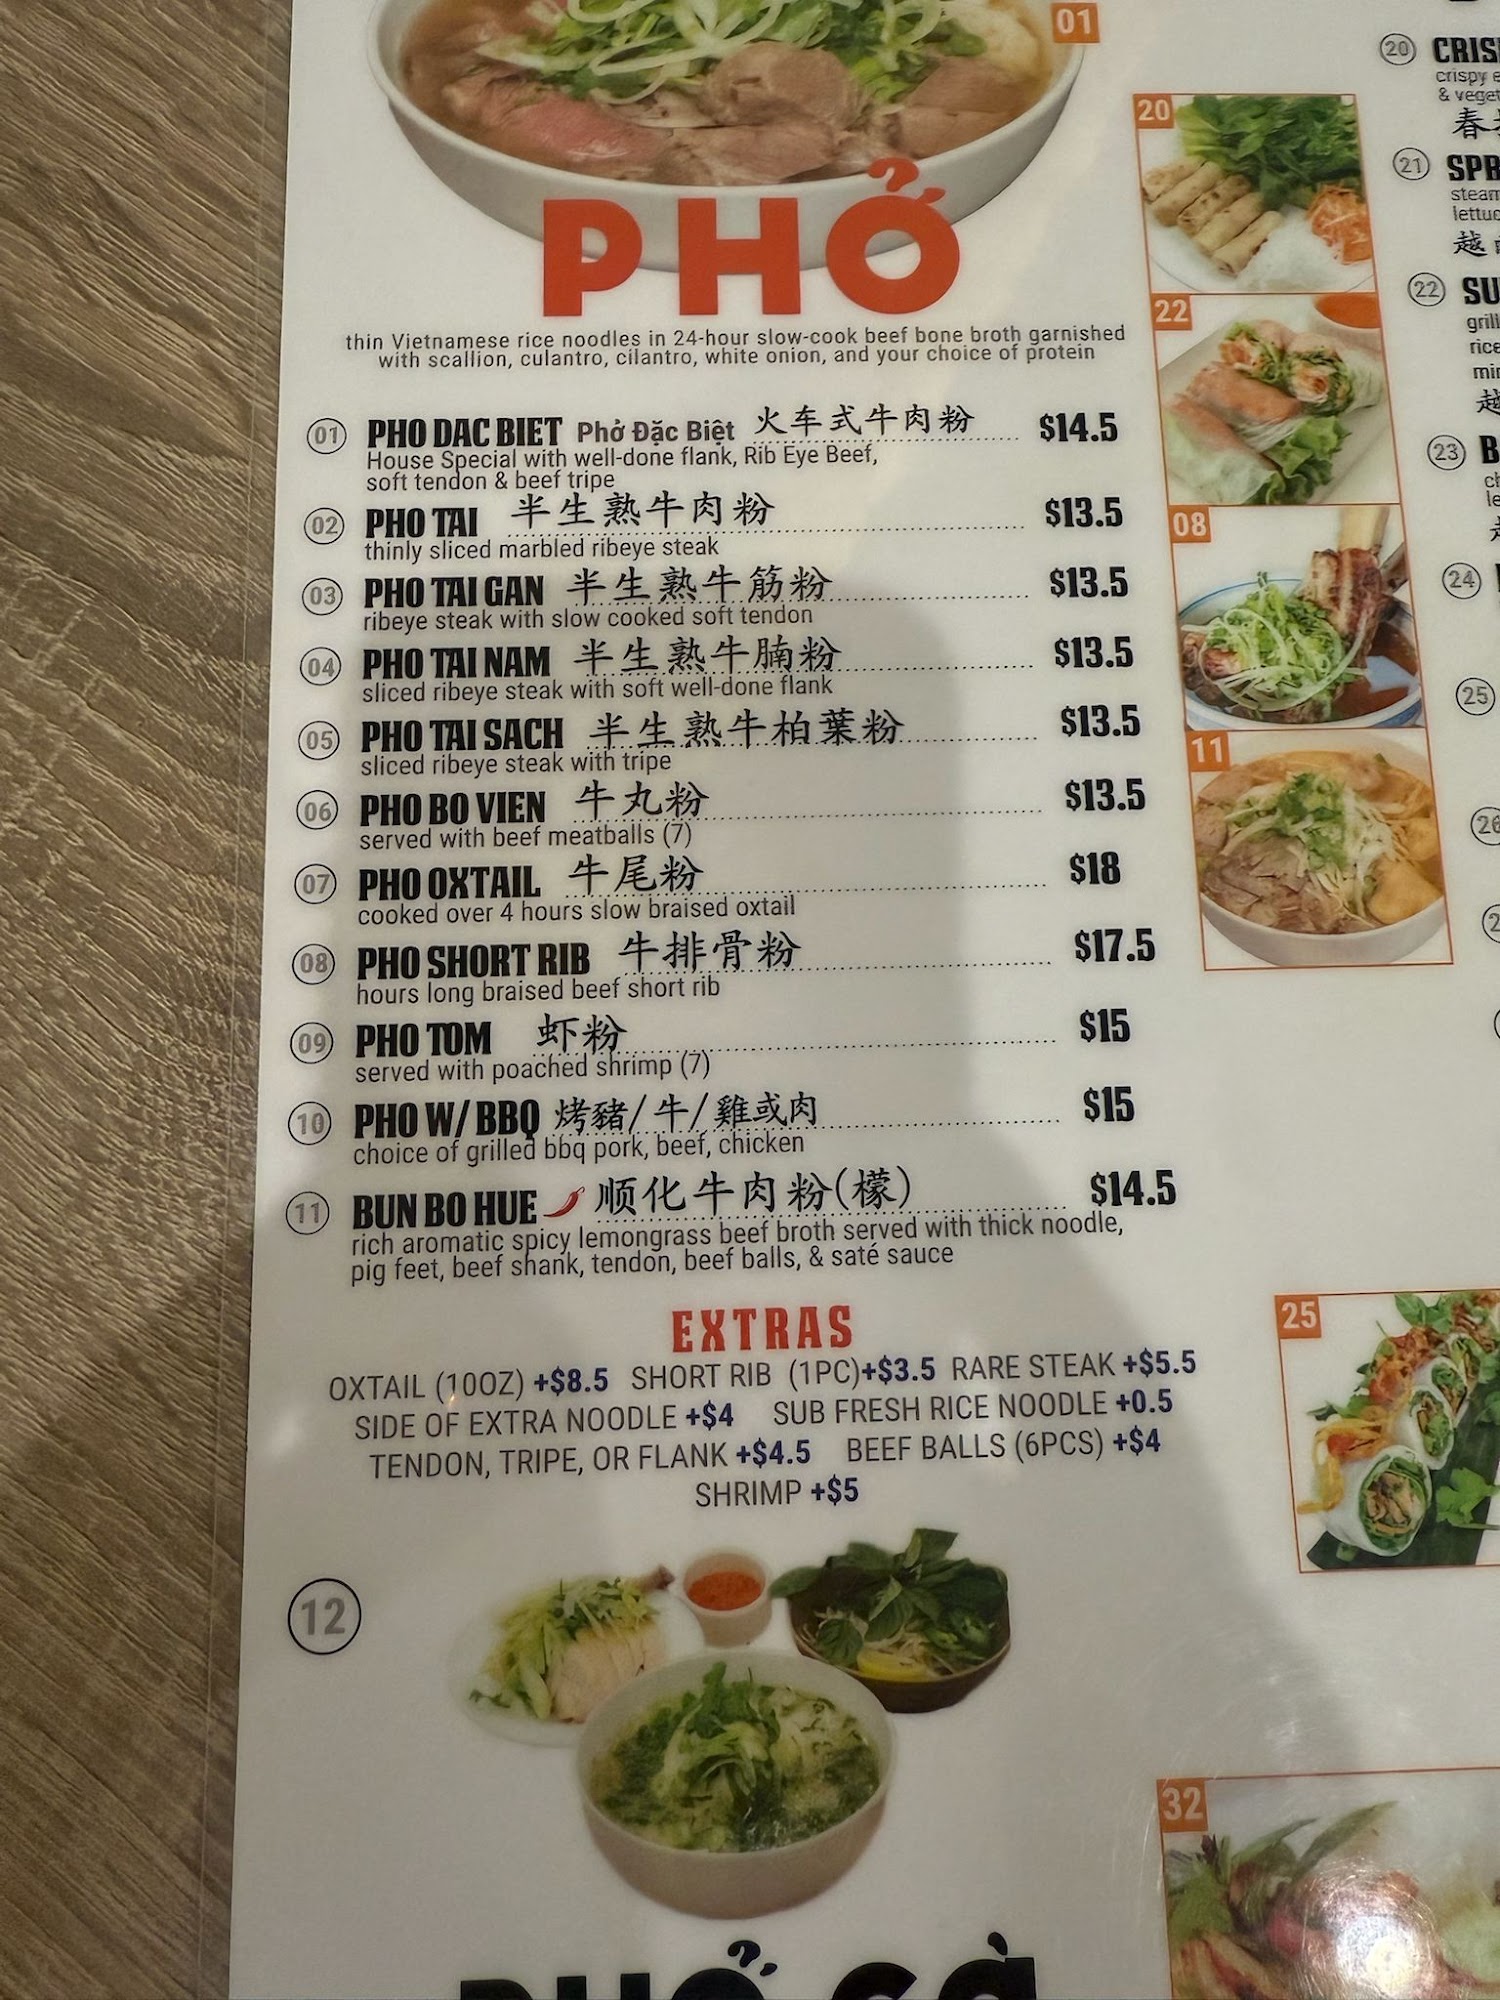 01
PHỞ
thin Vietnamese rice noodles in 24-hour slow-cook beef bone broth garnished
with scallion, culantro, cilantro, white onion, and your choice of protein
01 PHO DAC BIET Phở Đặc Biệt 火车式牛肉粉 $14.5
House Special with well-done flank, Rib Eye Beef,
soft tendon & beef tripe
02 PHO TAI 半生熟牛肉粉 $13.5
thinly sliced marbled ribeye steak
03 PHO TAI GAN 半生熟牛筋粉 $13.5
ribeye steak with slow cooked soft tendon
04 PHO TAI NAM 半生熟牛腩粉 $13.5
sliced ribeye steak with soft well-done flank
05 PHO TAI SACH 半生熟牛柏葉粉 $13.5
sliced ribeye steak with tripe
06 PHO BO VIEN 牛丸粉 $13.5
served with beef meatballs (7)
07 PHO OXTAIL 牛尾粉 $18
cooked over 4 hours slow braised oxtail
08 PHO SHORT RIB 牛排骨粉 $17.5
hours long braised beef short rib
09 PHO TOM 虾粉 $15
served with poached shrimp (7)
10 PHO W/ BBQ 烤豬/牛/雞或肉 $15
choice of grilled bbq pork, beef, chicken
11 BUN BO HUE 顺化牛肉粉(檬) $14.5
rich aromatic spicy lemongrass beef broth served with thick noodle,
pig feet, beef shank, tendon, beef balls, & saté sauce
EXTRAS
OXTAIL (10OZ) +$8.5 SHORT RIB (1PC)+$3.5 RARE STEAK +$5.5
SIDE OF EXTRA NOODLE +$4 SUB FRESH RICE NOODLE +0.5
TENDON, TRIPE, OR FLANK +$4.5 BEEF BALLS (6PCS) +$4
SHRIMP +$5
12
20
22
08
11
25
32
20 CRIS
crispy
& veget
春
21 SPR
steam
lettuc
越
22 SU
grill
rice
越
23 B
24
25
26